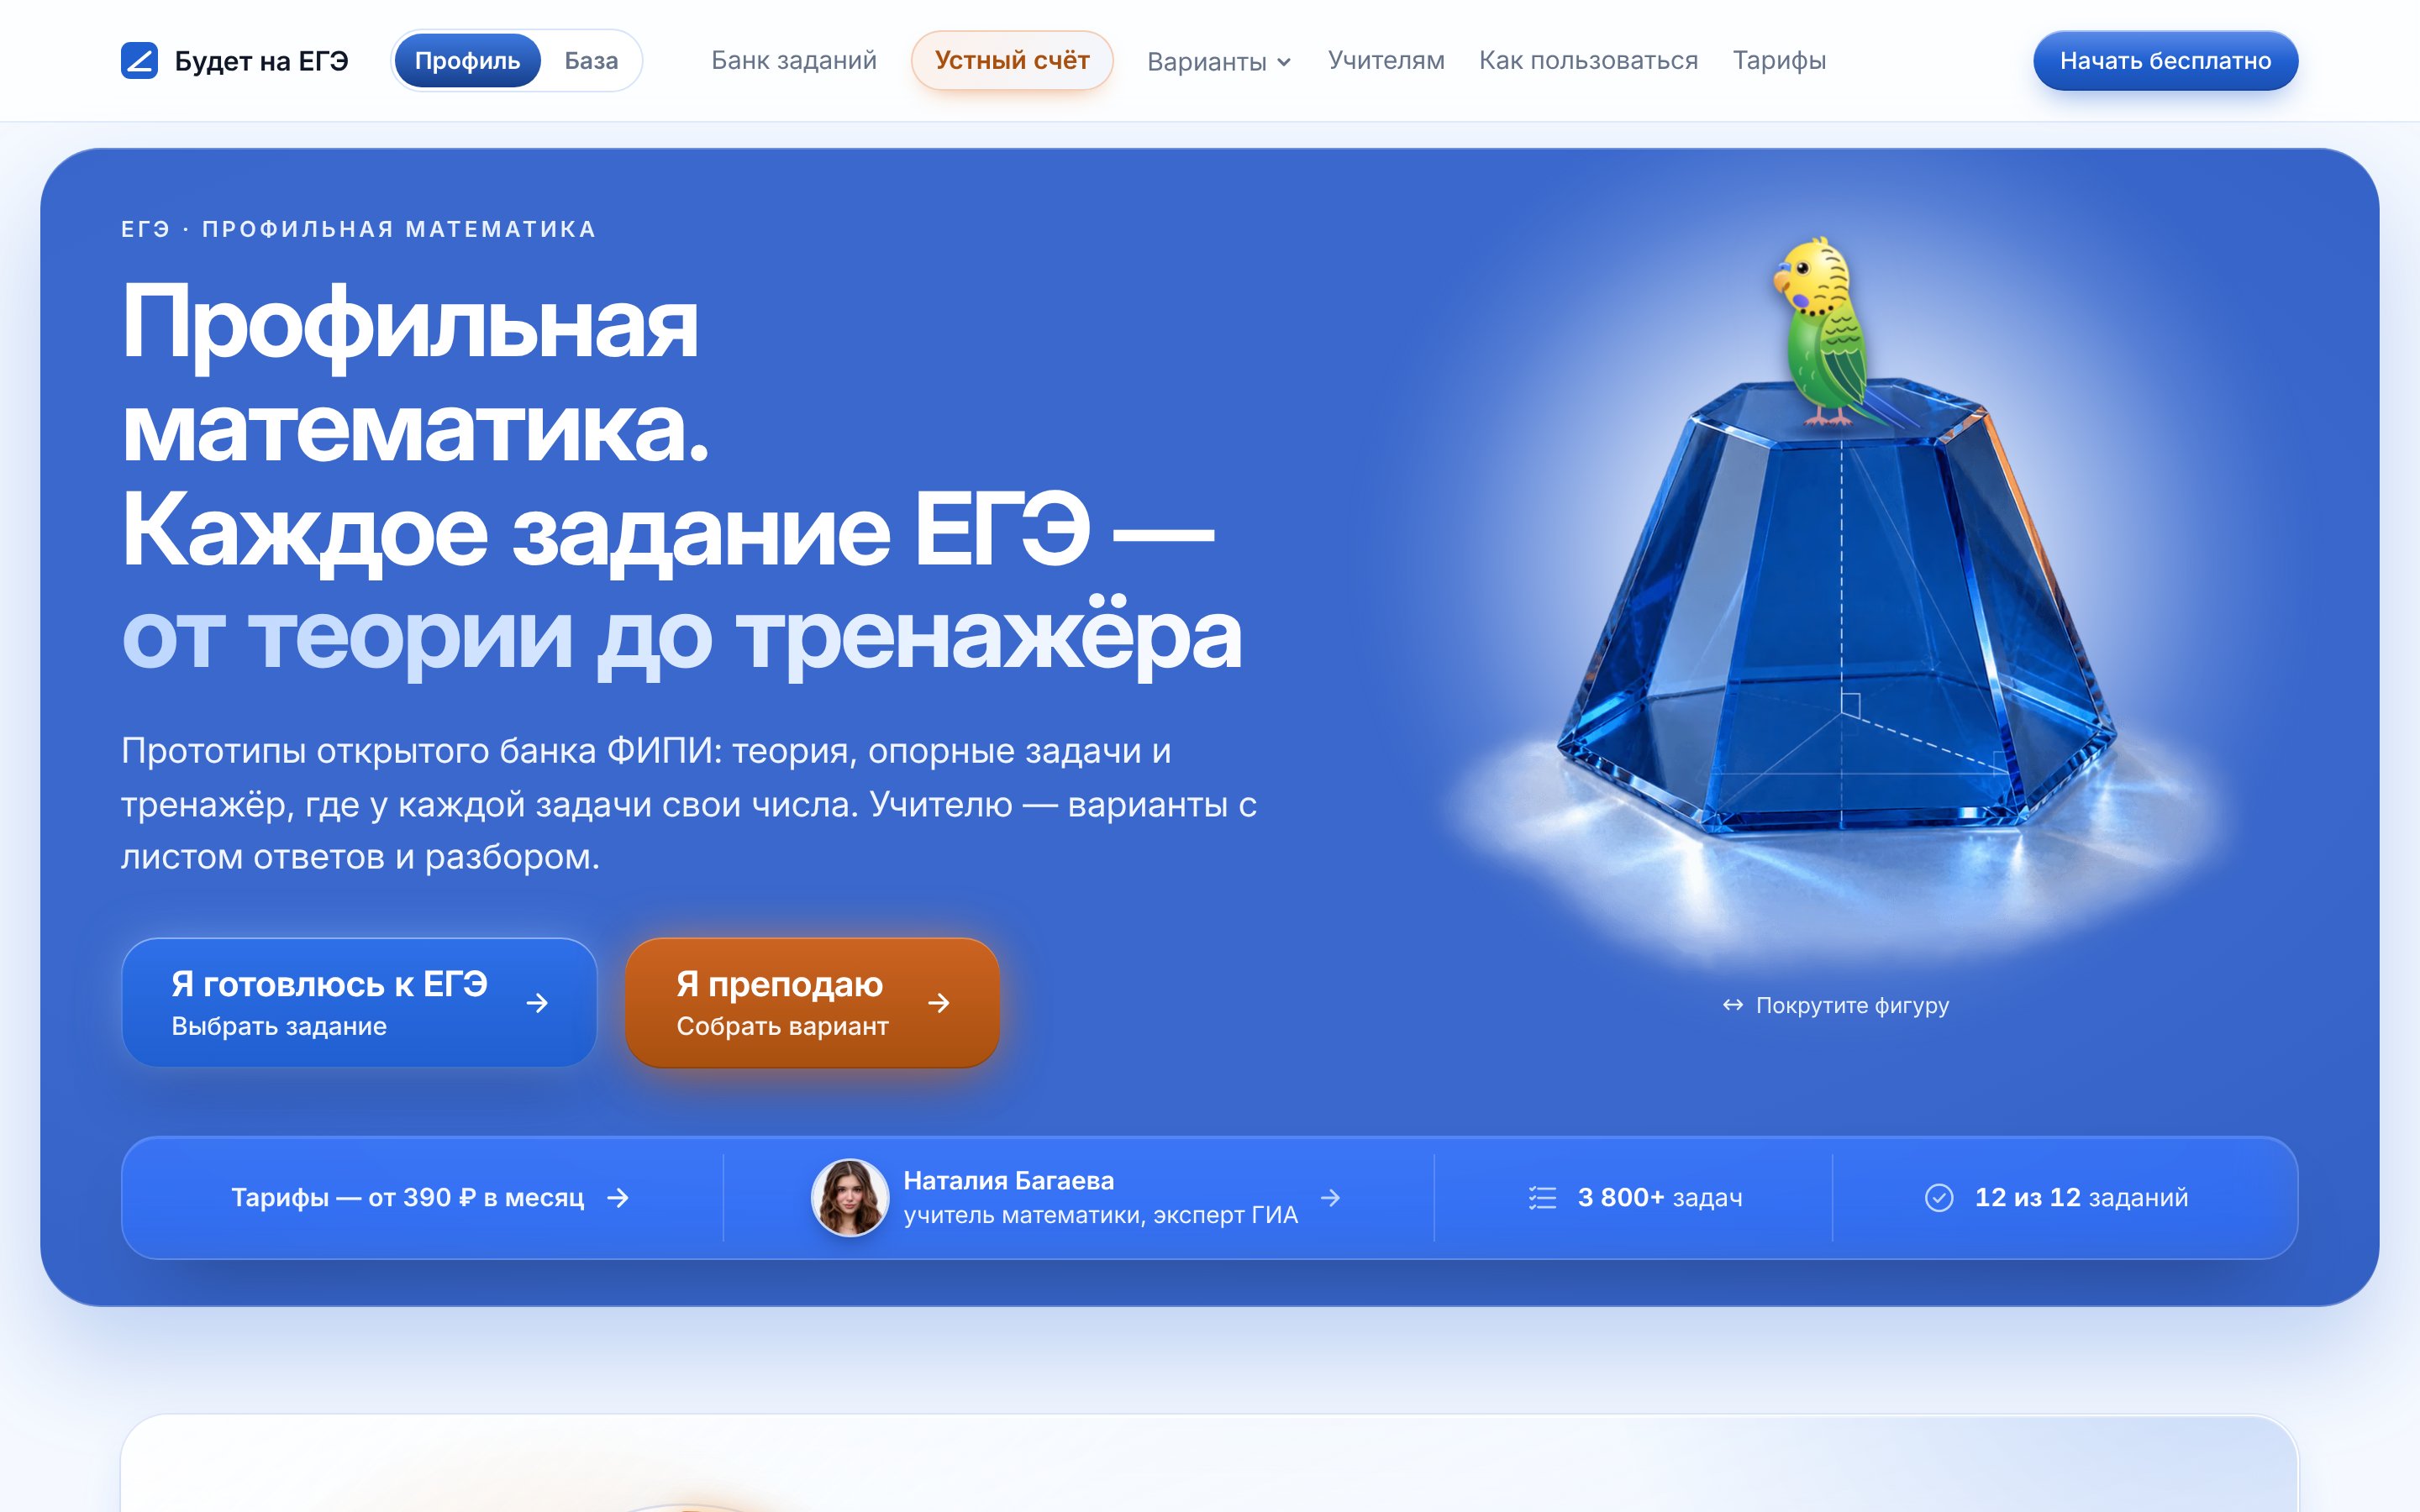 Будет на ЕГЭ
Профиль
База
Банк заданий
Устный счёт
Варианты
Учителям
Как пользоваться
Тарифы
Начать бесплатно
ЕГЭ · ПРОФИЛЬНАЯ МАТЕМАТИКА
Профильная
математика.
Каждое задание ЕГЭ —
от теории до тренажёра
Прототипы открытого банка ФИПИ: теория, опорные задачи и
тренажёр, где у каждой задачи свои числа. Учителю — варианты с
листом ответов и разбором.
Я готовлюсь к ЕГЭ
Выбрать задание
Я преподаю
Собрать вариант
Покрутите фигуру
Тарифы — от 390 ₽ в месяц
Наталия Багаева
учитель математики, эксперт ГИА
3 800+ задач
12 из 12 заданий